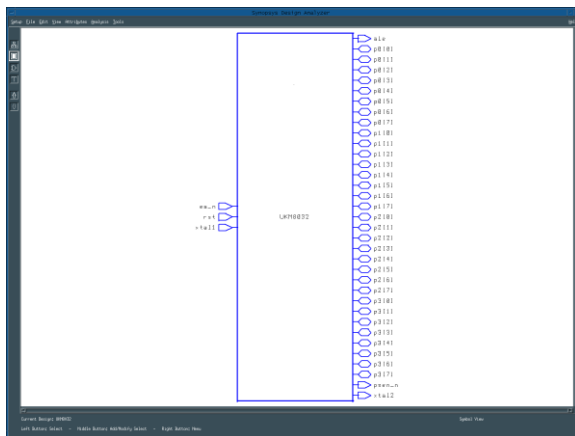 Synopsys Design Analyzer
Setup File Edit View Attributes Analysis Tools
ale
p0[0]
p0[1]
p0[2]
p0[3]
p0[4]
p0[5]
p0[6]
p0[7]
p1[0]
p1[1]
p1[2]
p1[3]
p1[4]
p1[5]
p1[6]
p1[7]
ea_n
rst
xtal1
UKM8032
p2[0]
p2[1]
p2[2]
p2[3]
p2[4]
p2[5]
p2[6]
p2[7]
p3[0]
p3[1]
p3[2]
p3[3]
p3[4]
p3[5]
p3[6]
p3[7]
psen_n
xtal2
Current Design: UKM8032
Symbol View
Left Button: Select - Middle Button: Add/Modify Select - Right Button: Menu